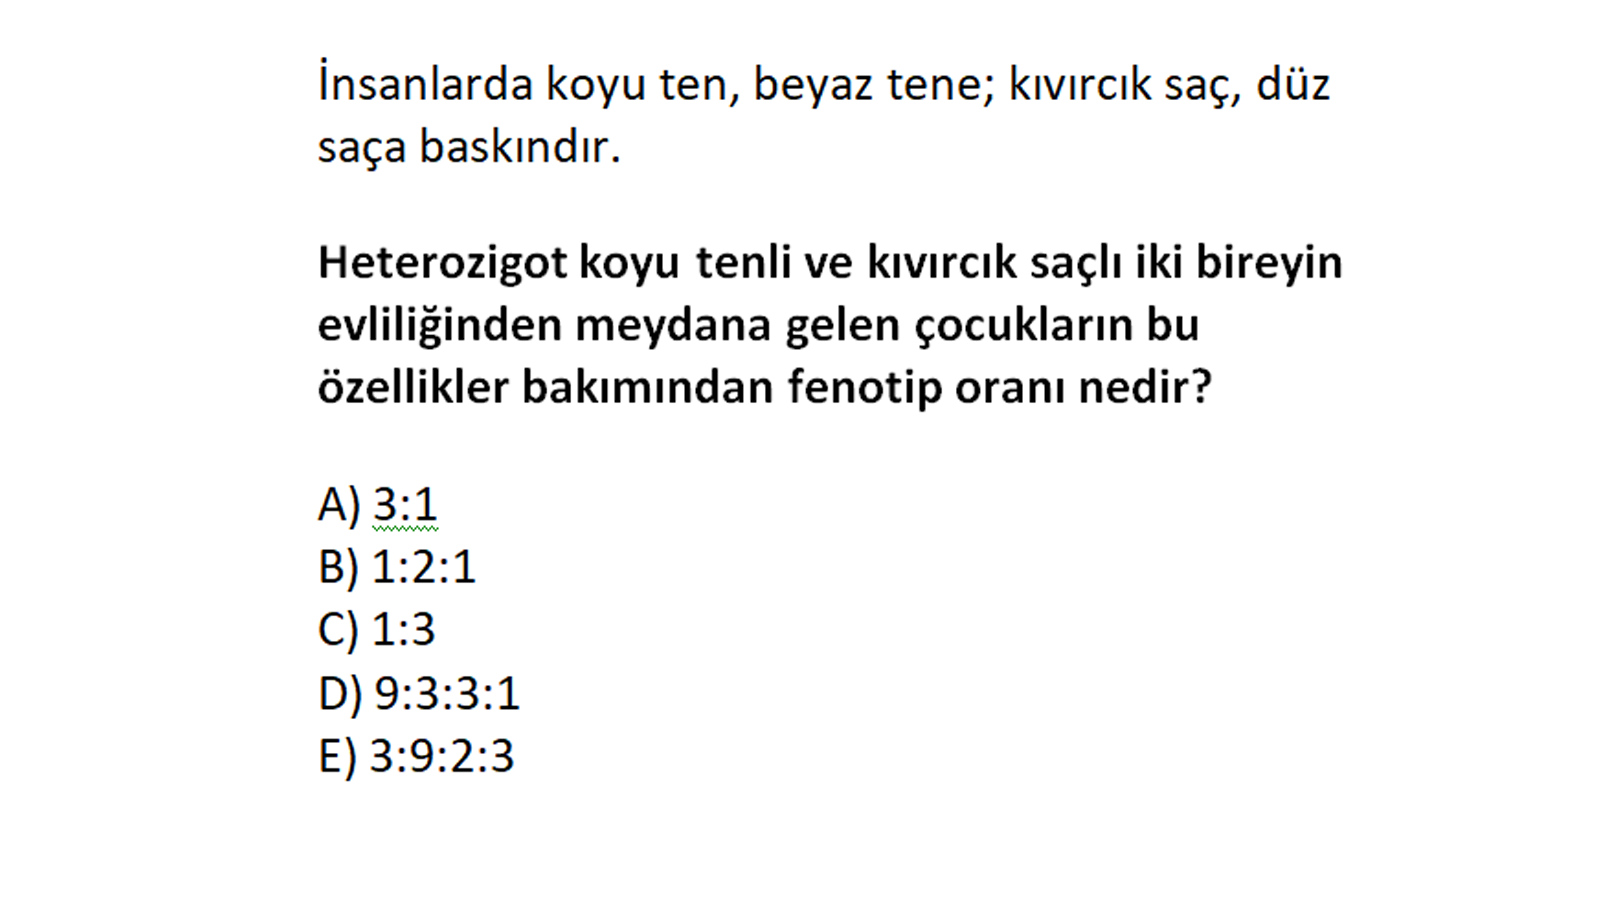 İnsanlarda koyu ten, beyaz tene; kıvırcık saç, düz
saça baskındır.
Heterozigot koyu tenli ve kıvırcık saçlı iki bireyin
evliliğinden meydana gelen çocukların bu
özellikler bakımından fenotip oranı nedir?
A) 3:1
B) 1:2:1
C) 1:3
D) 9:3:3:1
E) 3:9:2:3